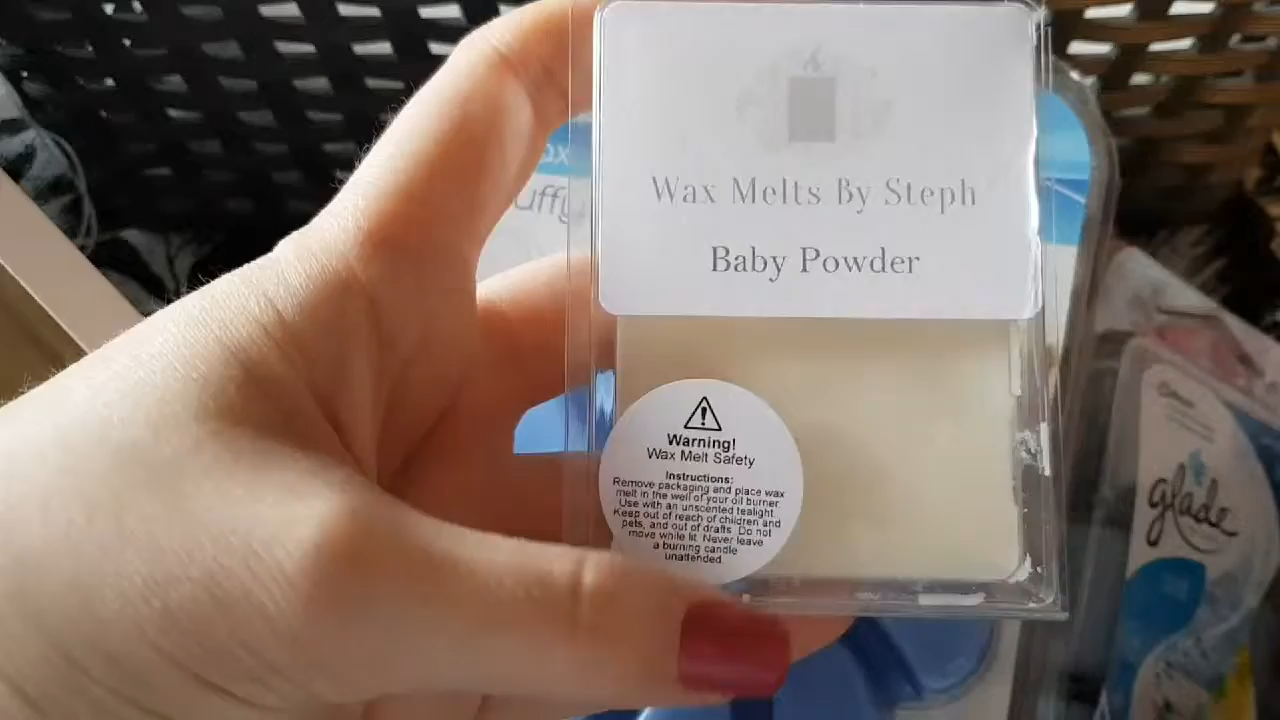 Wax Melts By Steph
Baby Powder
Warning!
Wax Melt Safety
Instructions:
Remove packaging and place wax
melt in the well of your oil burner.
Use with an unscented tealight.
Keep out of reach of children and
pets, and out of drafts. Do not
move while lit. Never leave
a burning candle
unattended.
glade